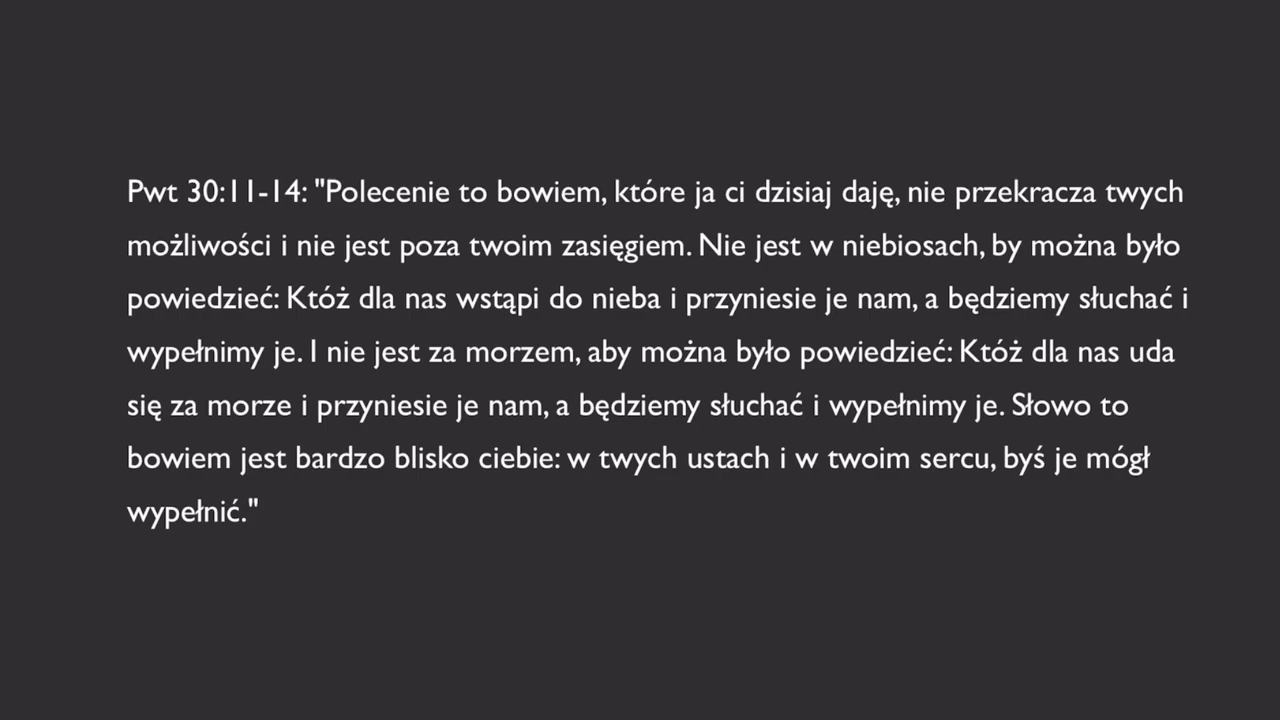 Pwt 30:11-14: "Polecenie to bowiem, które ja ci dzisiaj daję, nie przekracza twych
możliwości i nie jest poza twoim zasięgiem. Nie jest w niebiosach, by można było
powiedzieć: Któż dla nas wstąpi do nieba i przyniesie je nam, a będziemy słuchać i
wypełnimy je. I nie jest za morzem, aby można było powiedzieć: Któż dla nas uda
się za morze i przyniesie je nam, a będziemy słuchać i wypełnimy je. Słowo to
bowiem jest bardzo blisko ciebie: w twych ustach i w twoim sercu, byś je mógł
wypełnić."